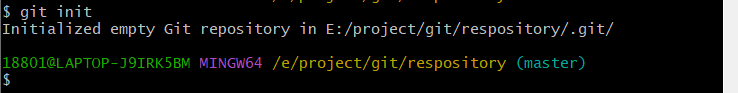 $ git init
Initialized empty Git repository in E:/project/git/respository/.git/
18801@LAPTOP-J9IRK5BM MINGW64 /e/project/git/respository (master)
$